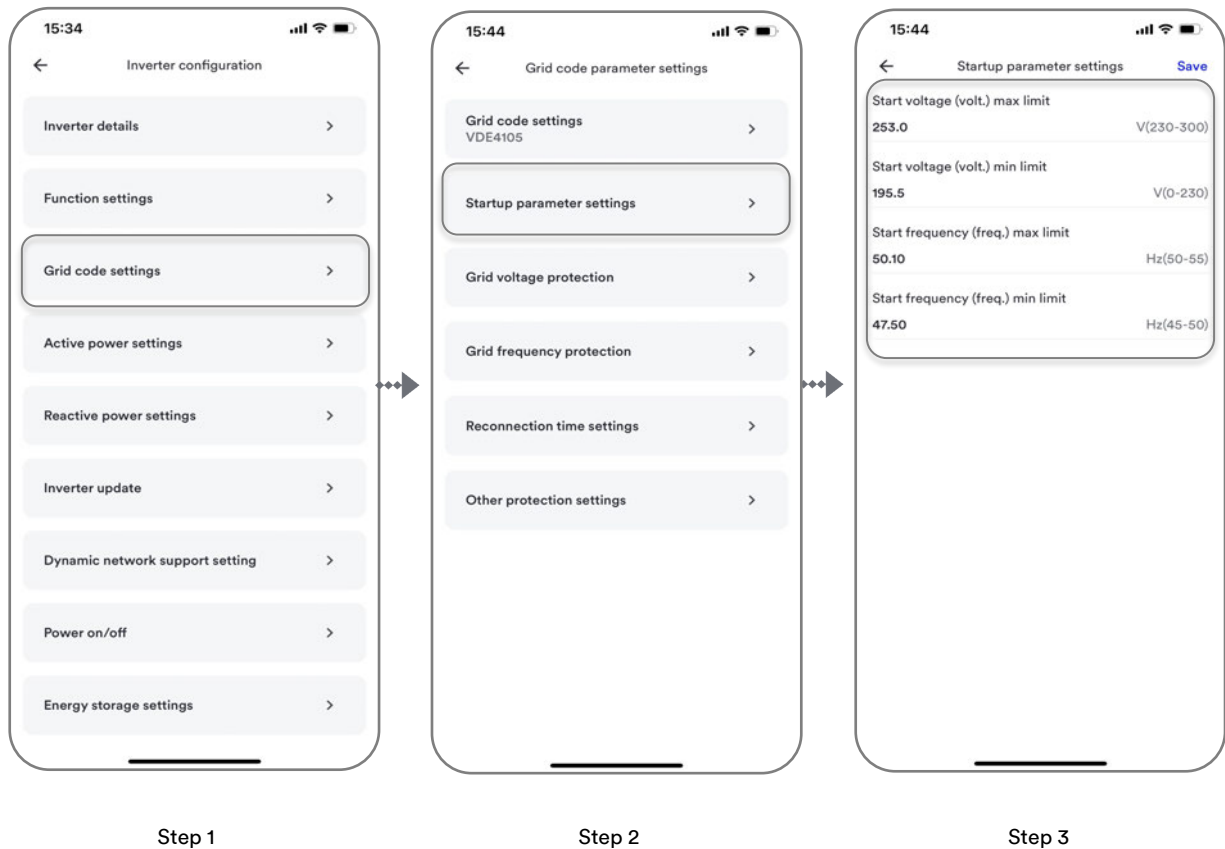 15:34
Inverter configuration
Inverter details
Function settings
Grid code settings
Active power settings
Reactive power settings
Inverter update
Dynamic network support setting
Power on/off
Energy storage settings
Step 1
15:44
Grid code parameter settings
Grid code settings
VDE4105
Startup parameter settings
Grid voltage protection
Grid frequency protection
Reconnection time settings
Other protection settings
Step 2
15:44
Startup parameter settings Save
Start voltage (volt.) max limit
253.0 V(230-300)
Start voltage (volt.) min limit
195.5 V(0-230)
Start frequency (freq.) max limit
50.10 Hz(50-55)
Start frequency (freq.) min limit
47.50 Hz(45-50)
Step 3